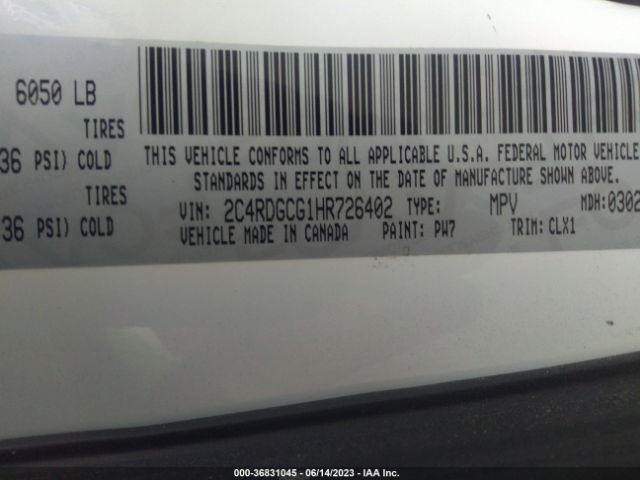 6050 LB
TIRES
36 PSI) COLD
TIRES
36 PSI) COLD
THIS VEHICLE CONFORMS TO ALL APPLICABLE U.S.A. FEDERAL MOTOR VEHICLE
STANDARDS IN EFFECT ON THE DATE OF MANUFACTURE SHOWN ABOVE.
VIN: 2C4RDGCG1HR726402 TYPE: MPV MDH:0302
VEHICLE MADE IN CANADA PAINT: PW7 TRIM: CLX1
000-36831045 - 06/14/2023 - IAA Inc.